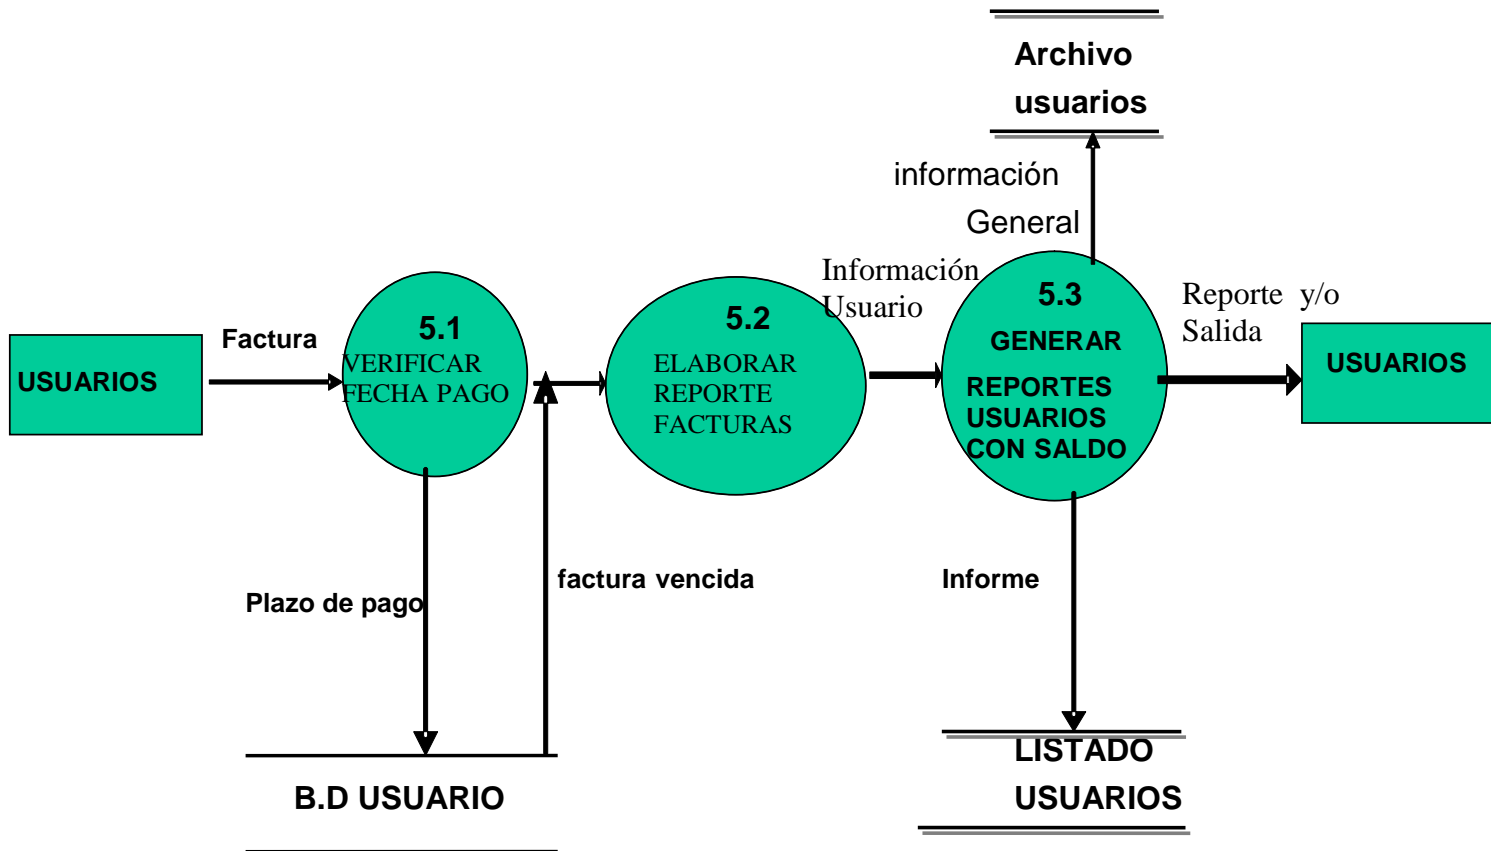 Archivo
usuarios
información
General
Información
Usuario
Reporte y/o
Salida
USUARIOS
Factura
5.1
VERIFICAR
FECHA PAGO
5.2
ELABORAR
REPORTE
FACTURAS
5.3
GENERAR
REPORTES
USUARIOS
CON SALDO
USUARIOS
Plazo de pago
factura vencida
Informe
B.D USUARIO
LISTADO
USUARIOS